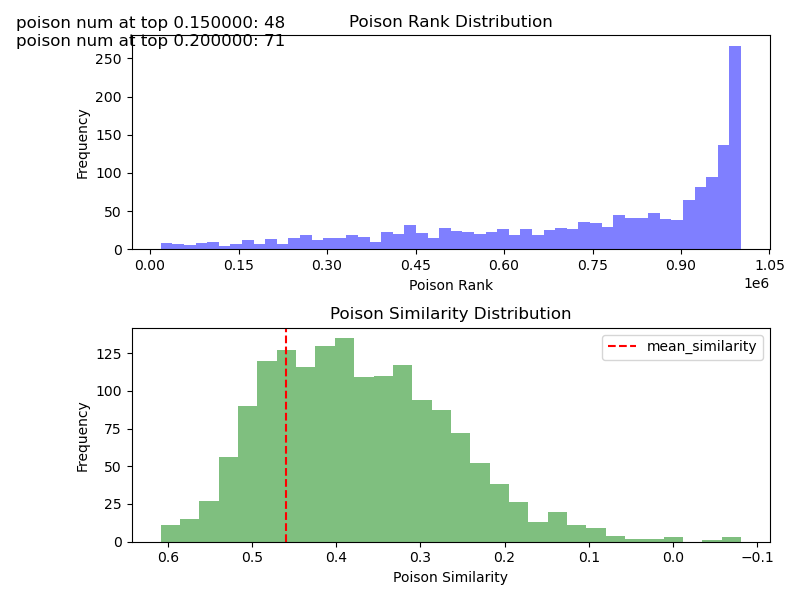 poison num at top 0.150000: 48
poison num at top 0.200000: 71
Poison Rank Distribution
Frequency
250
200
150
100
50
0
0.00 0.15 0.30 0.45 0.60 0.75 0.90 1.05
1e6
Poison Rank
Poison Similarity Distribution
mean_similarity
Frequency
125
100
75
50
25
0
0.6 0.5 0.4 0.3 0.2 0.1 0.0 −0.1
Poison Similarity